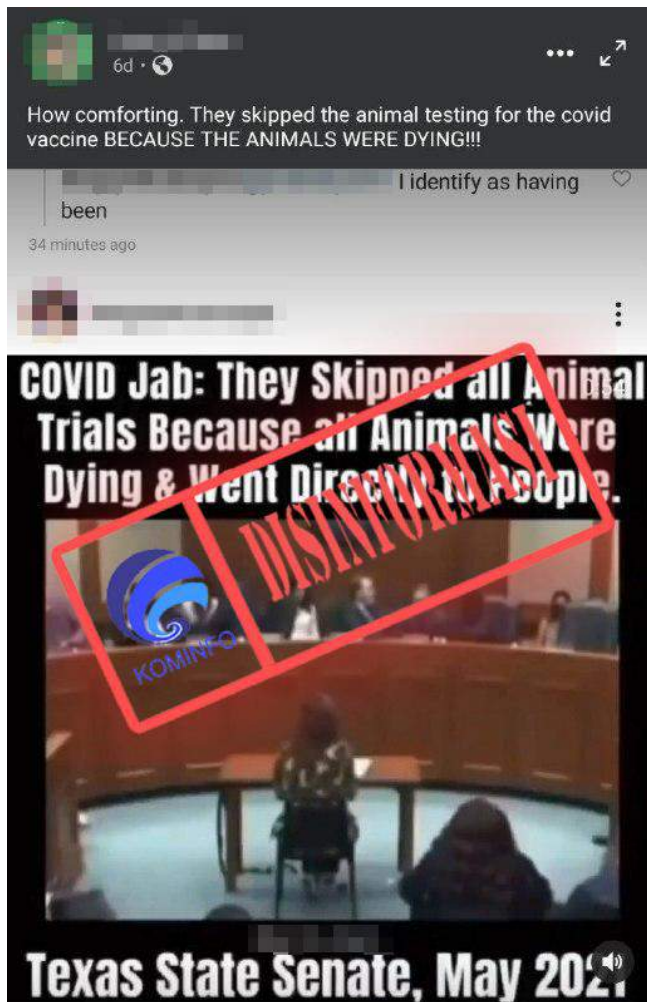 6d
How comforting. They skipped the animal testing for the covid
vaccine BECAUSE THE ANIMALS WERE DYING!!!
I identify as having
been
34 minutes ago
COVID Jab: They Skipped all Animal
0:54
Trials Because all Animals Were
Dying & Went Directly to People.
DISINFORMASI
KOMINFO
Texas State Senate, May 2021